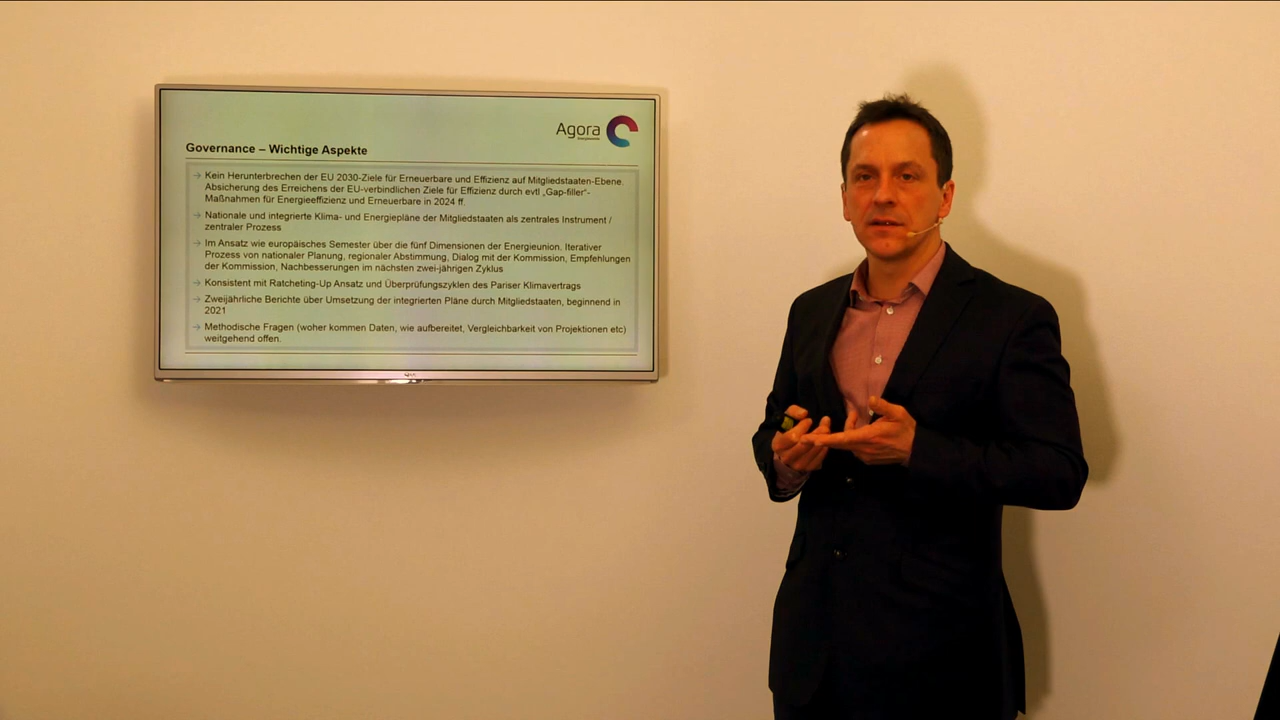 Agora
Energiewende
Governance – Wichtige Aspekte
→ Kein Herunterbrechen der EU 2030-Ziele für Erneuerbare und Effizienz auf Mitgliedstaaten-Ebene.
Absicherung des Erreichens der EU-verbindlichen Ziele für Effizienz durch evtl „Gap-filler“-
Maßnahmen für Energieeffizienz und Erneuerbare in 2024 ff.
→ Nationale und integrierte Klima- und Energiepläne der Mitgliedstaaten als zentrales Instrument /
zentraler Prozess
→ Im Ansatz wie europäisches Semester über die fünf Dimensionen der Energieunion. Iterativer
Prozess von nationaler Planung, regionaler Abstimmung, Dialog mit der Kommission, Empfehlungen
der Kommission, Nachbesserungen im nächsten zwei-jährigen Zyklus
→ Konsistent mit Ratcheting-Up Ansatz und Überprüfungszyklen des Pariser Klimavertrags
→ Zweijährliche Berichte über Umsetzung der integrierten Pläne durch Mitgliedstaaten, beginnend in
2021
→ Methodische Fragen (woher kommen Daten, wie aufbereitet, Vergleichbarkeit von Projektionen etc)
weitgehend offen.